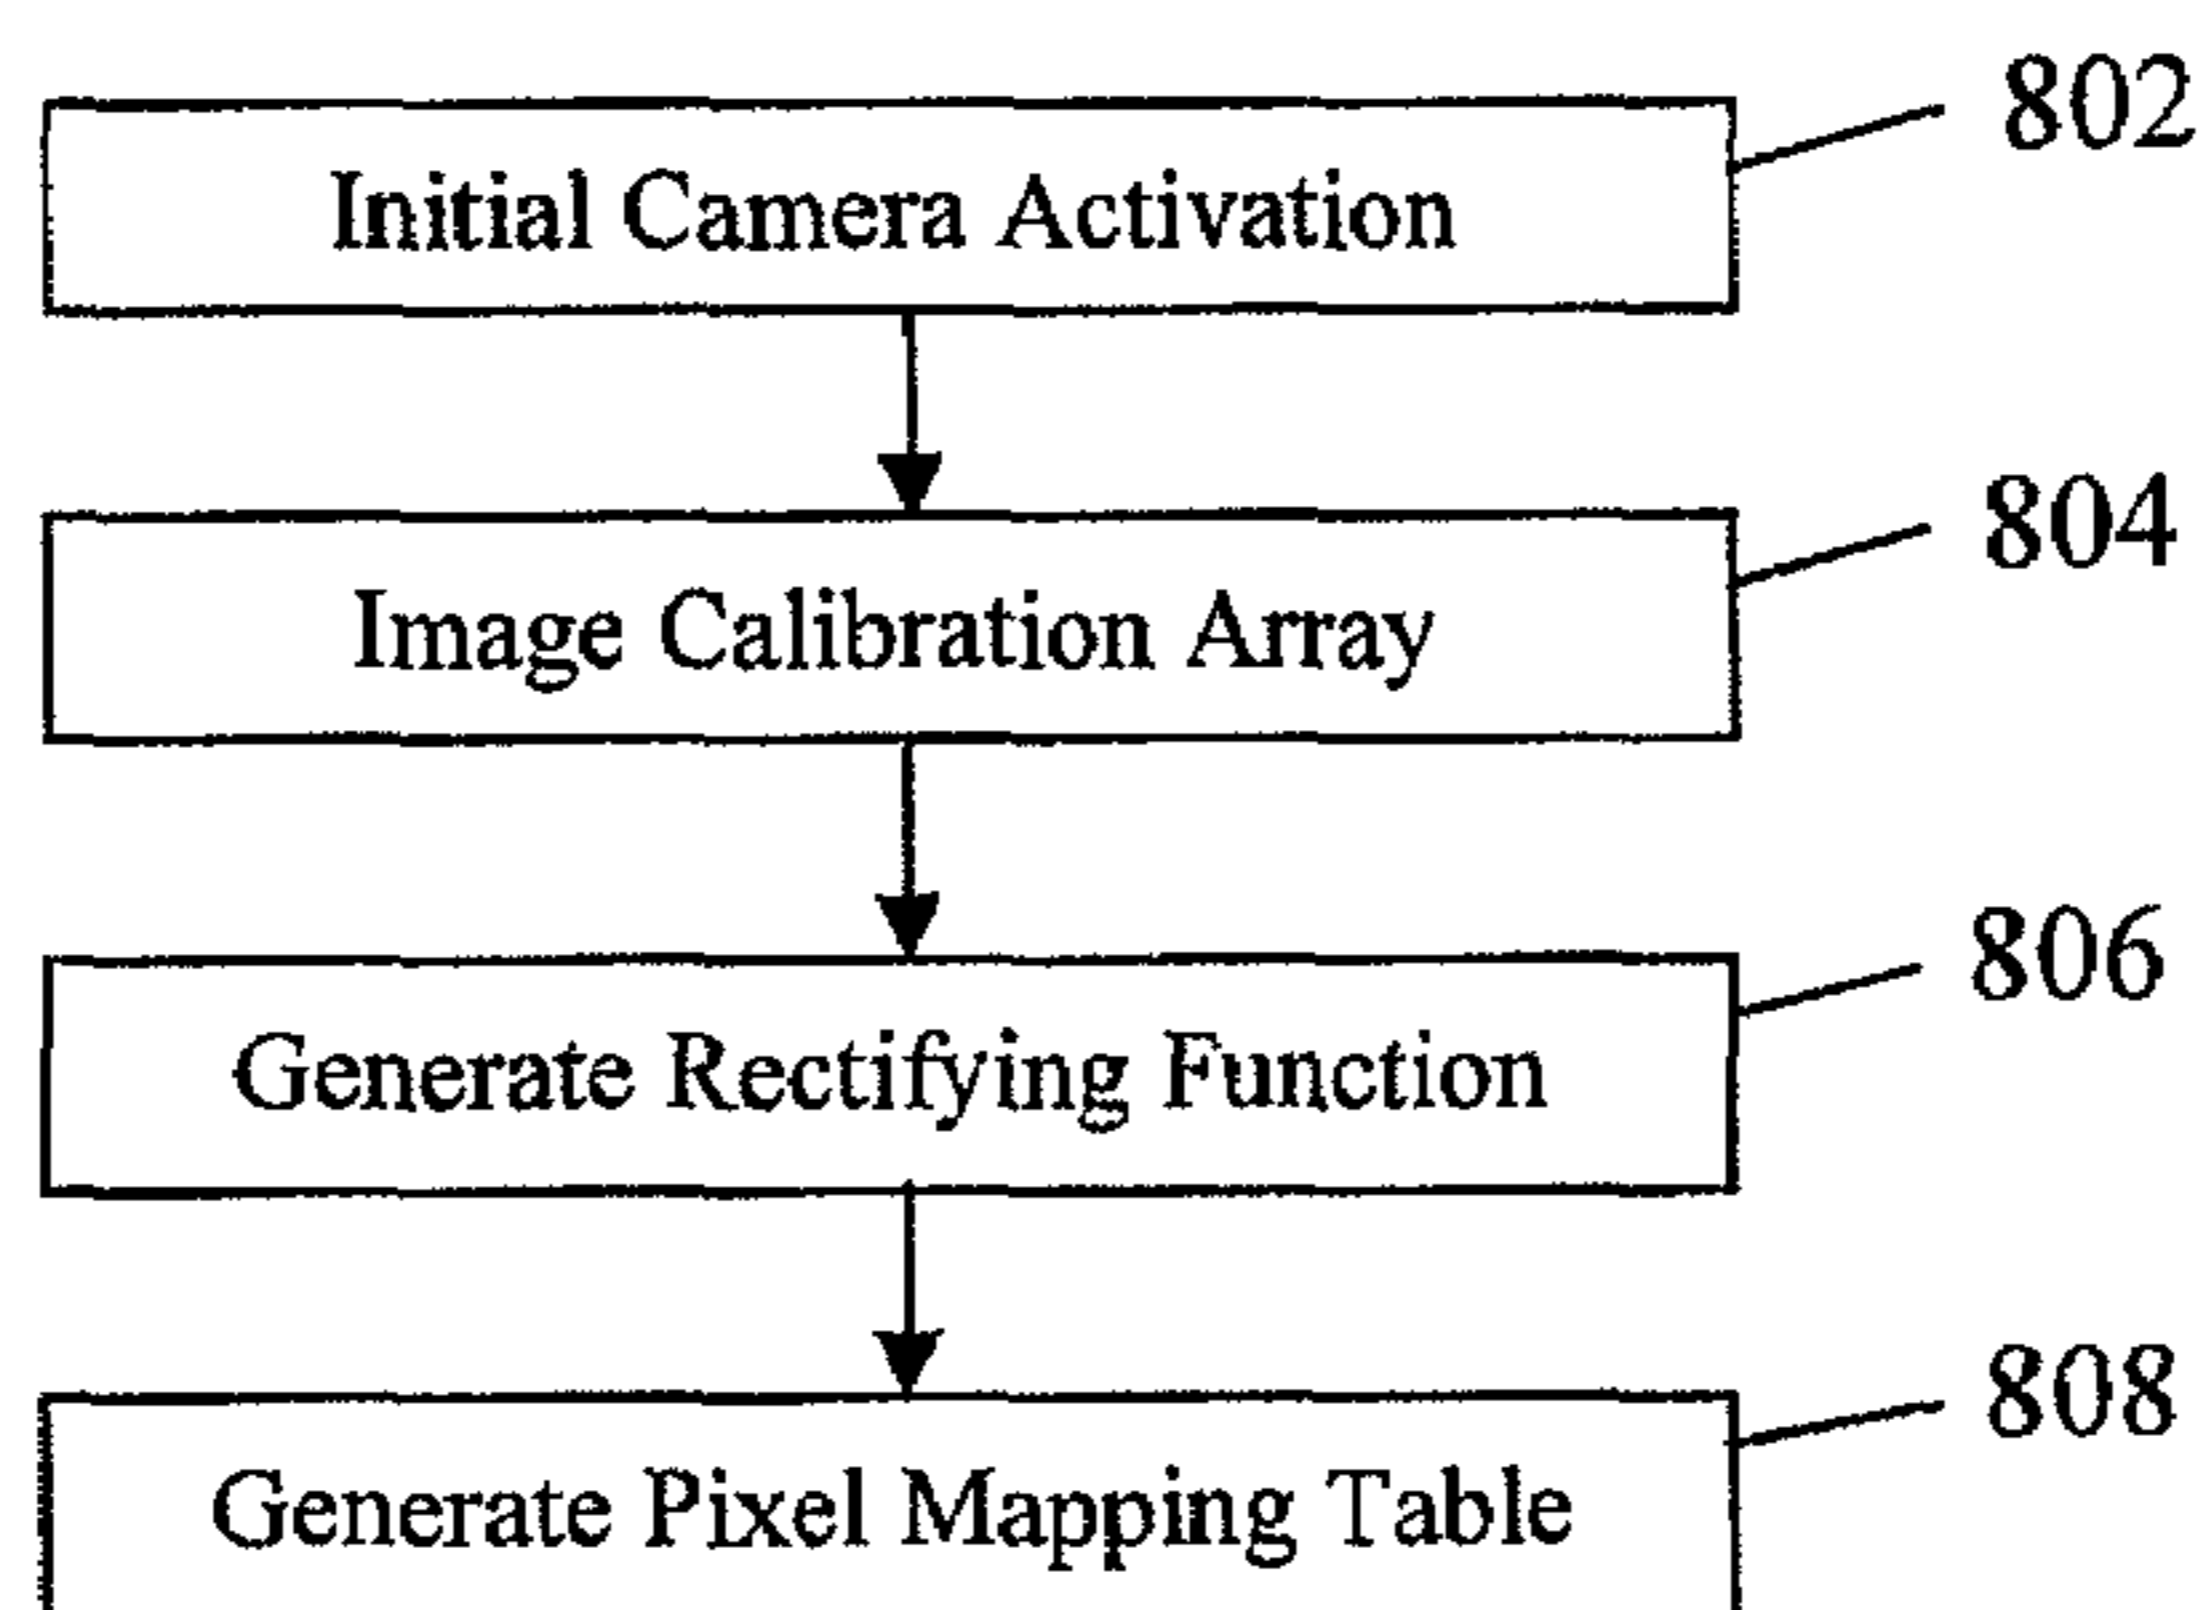 802
Initial Camera Activation
804
Image Calibration Array
806
Generate Rectifying Function
808
Generate Pixel Mapping Table